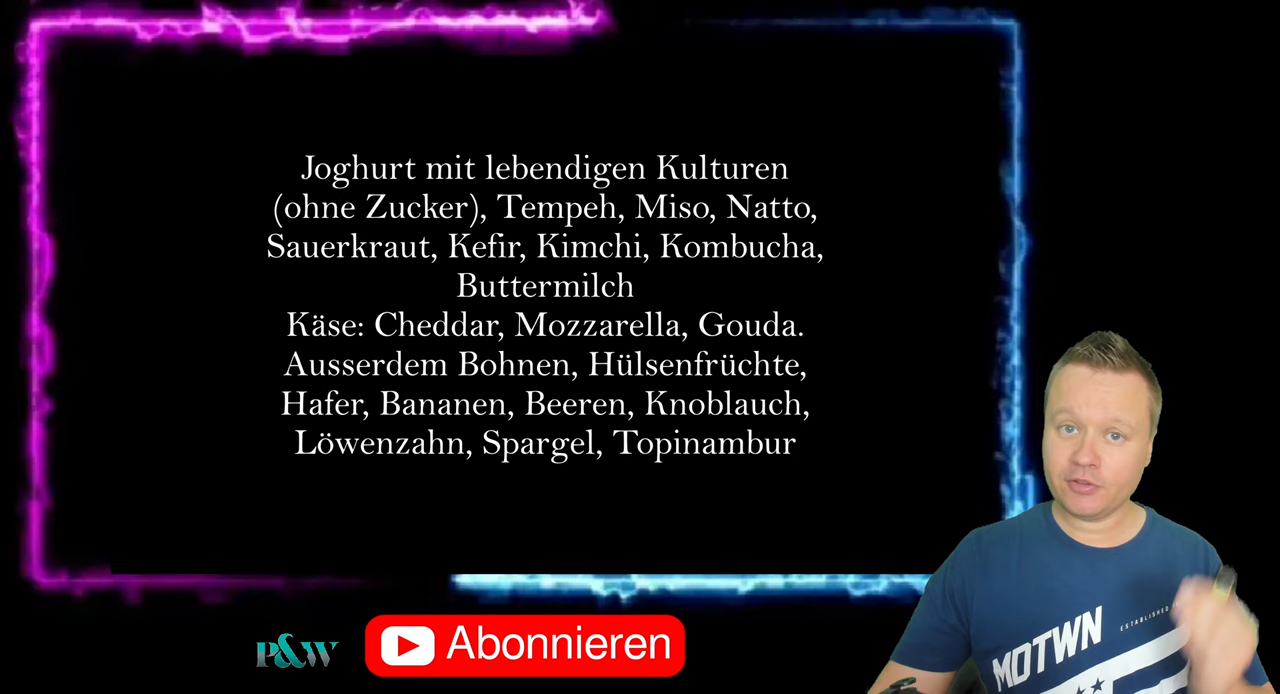 Joghurt mit lebendigen Kulturen
(ohne Zucker), Tempeh, Miso, Natto,
Sauerkraut, Kefir, Kimchi, Kombucha,
Buttermilch
Käse: Cheddar, Mozzarella, Gouda.
Ausserdem Bohnen, Hülsenfrüchte,
Hafer, Bananen, Beeren, Knoblauch,
Löwenzahn, Spargel, Topinambur
P&W
Abonnieren
MOTWN
ESTABLISHED